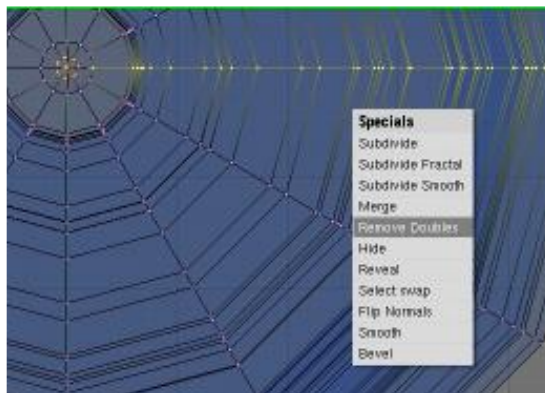 Specials
Subdivide
Subdivide Fractal
Subdivide Smooth
Merge
Remove Doubles
Hide
Reveal
Select swap
Flip Normals
Smooth
Bevel